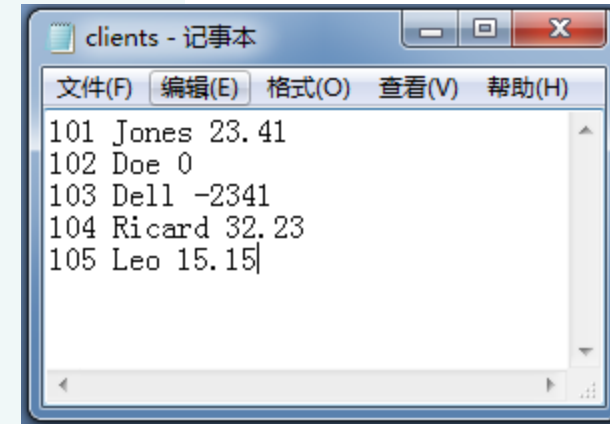 clients - 记事本
文件(F) 编辑(E) 格式(O) 查看(V) 帮助(H)
101 Jones 23.41
102 Doe 0
103 Dell -2341
104 Ricard 32.23
105 Leo 15.15